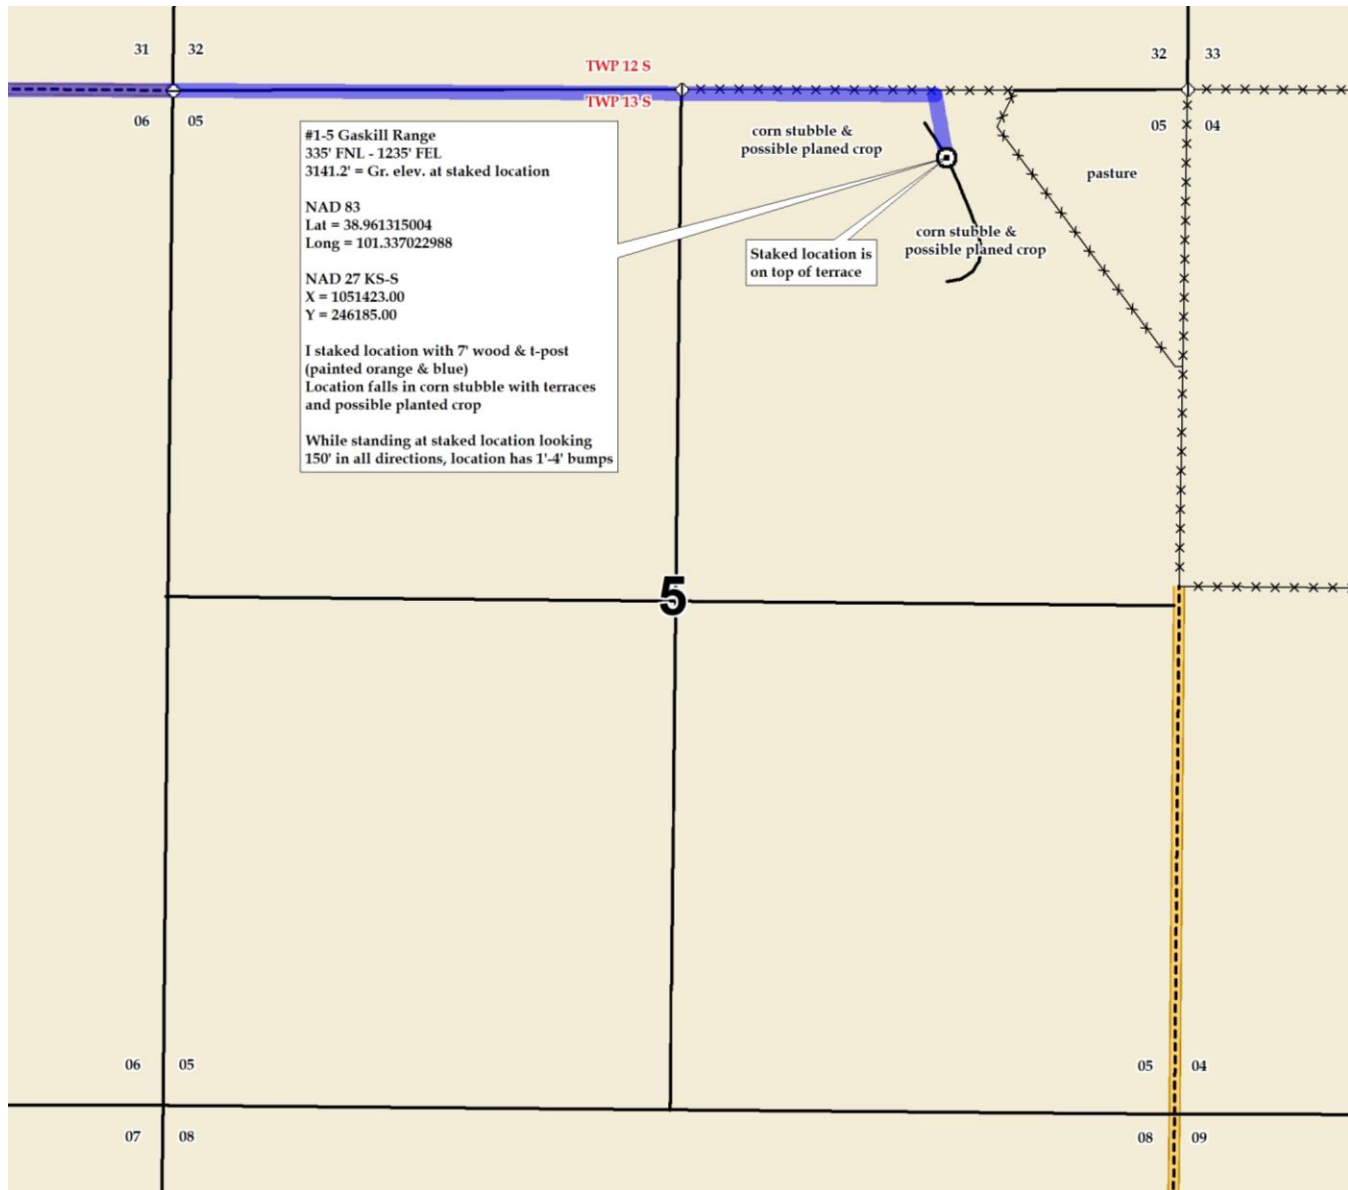 31 32
TWP 12 S
32 33
TWP 13 S
06 05
05 04
#1-5 Gaskill Range
335' FNL - 1235' FEL
3141.2' = Gr. elev. at staked location
NAD 83
Lat = 38.961315004
Long = 101.337022988
NAD 27 KS-S
X = 1051423.00
Y = 246185.00
I staked location with 7' wood & t-post
(painted orange & blue)
Location falls in corn stubble with terraces
and possible planted crop
While standing at staked location looking
150' in all directions, location has 1'-4' bumps
corn stubble &
possible planed crop
pasture
corn stubble &
possible planed crop
Staked location is
on top of terrace
5
06 05
05 04
07 08
08 09